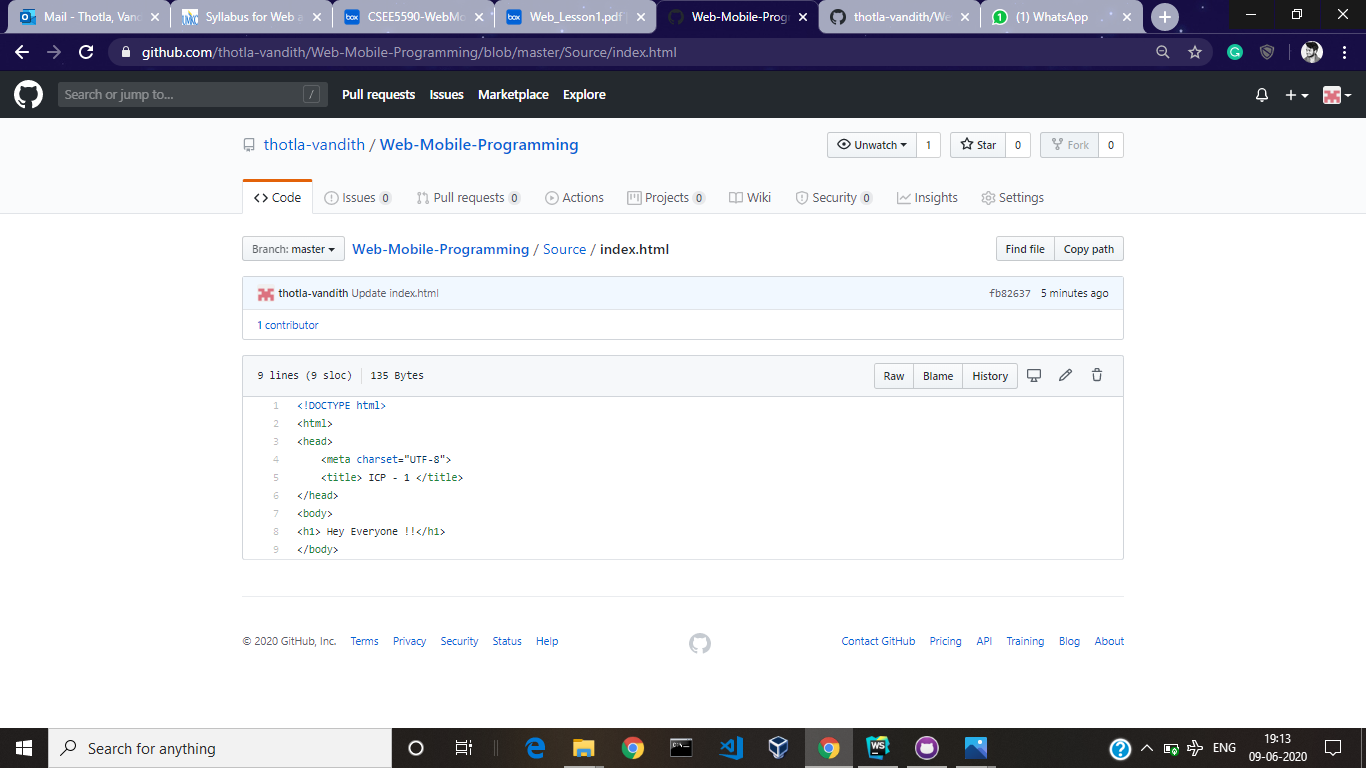 Mail - Thotla, Vand
Syllabus for Web a
CSEE5590-WebMo
Web_Lesson1.pdf
Web-Mobile-Prog
thotla-vandith/We
(1) WhatsApp
github.com/thotla-vandith/Web-Mobile-Programming/blob/master/Source/index.html
Search or jump to... /
Pull requests Issues Marketplace Explore
thotla-vandith / Web-Mobile-Programming
Unwatch 1 Star 0 Fork 0
Code Issues 0 Pull requests 0 Actions Projects 0 Wiki Security 0 Insights Settings
Branch: master Web-Mobile-Programming / Source / index.html Find file Copy path
thotla-vandith Update index.html fb82637 5 minutes ago
1 contributor
9 lines (9 sloc) 135 Bytes Raw Blame History
1 <!DOCTYPE html>
2 <html>
3 <head>
4 <meta charset="UTF-8">
5 <title> ICP - 1 </title>
6 </head>
7 <body>
8 <h1> Hey Everyone !!</h1>
9 </body>
© 2020 GitHub, Inc. Terms Privacy Security Status Help Contact GitHub Pricing API Training Blog About
Search for anything
WS
ENG
19:13
09-06-2020